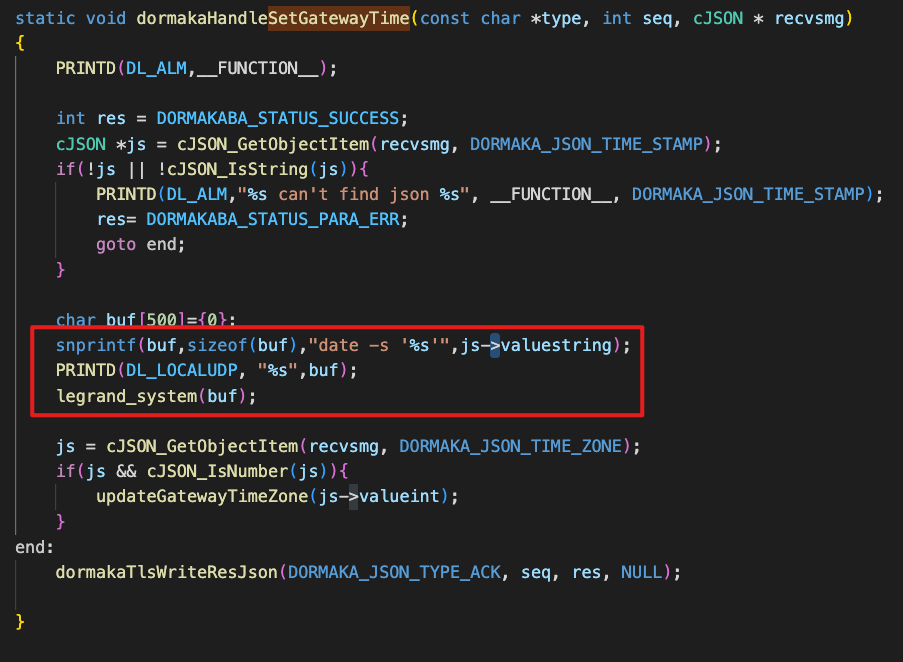 static void dormakaHandleSetGatewayTime(const char *type, int seq, cJSON * recvsmg)
{
PRINTD(DL_ALM,__FUNCTION__);
int res = DORMAKABA_STATUS_SUCCESS;
cJSON *js = cJSON_GetObjectItem(recvsmg, DORMAKA_JSON_TIME_STAMP);
if(!js || !cJSON_IsString(js)){
PRINTD(DL_ALM,"%s can't find json %s", __FUNCTION__, DORMAKA_JSON_TIME_STAMP);
res= DORMAKABA_STATUS_PARA_ERR;
goto end;
}
char buf[500]={0};
snprintf(buf,sizeof(buf),"date -s '%s'",js->valuestring);
PRINTD(DL_LOCALUDP, "%s",buf);
legrand_system(buf);
js = cJSON_GetObjectItem(recvsmg, DORMAKA_JSON_TIME_ZONE);
if(js && cJSON_IsNumber(js)){
updateGatewayTimeZone(js->valueint);
}
end:
dormakaTlsWriteResJson(DORMAKA_JSON_TYPE_ACK, seq, res, NULL);
}